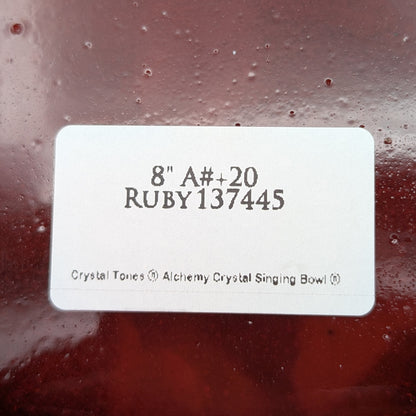 8" A#+20
RUBY 137445
Crystal Tones ® Alchemy Crystal Singing Bowl ®